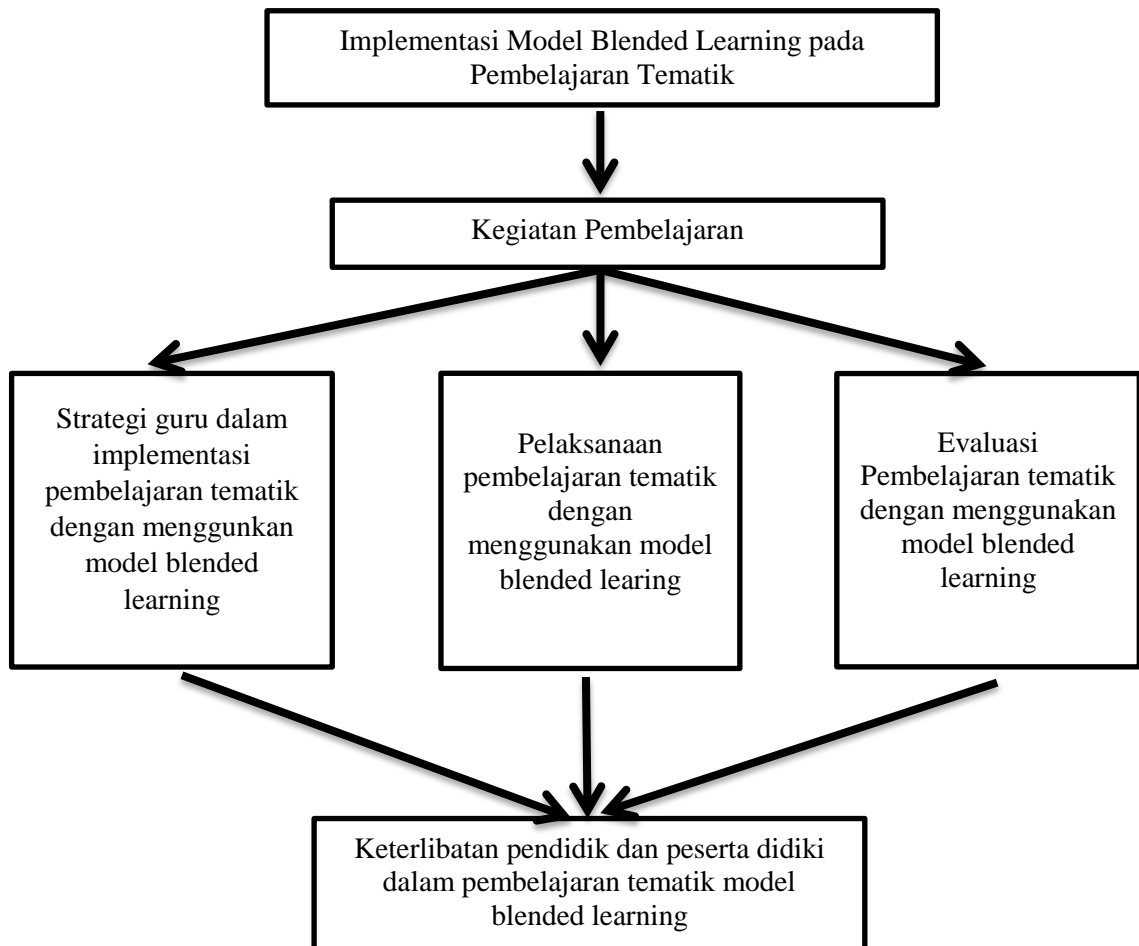 Implementasi Model Blended Learning pada
Pembelajaran Tematik
Kegiatan Pembelajaran
Strategi guru dalam
implementasi
pembelajaran tematik
dengan menggunkan
model blended
learning
Pelaksanaan
pembelajaran tematik
dengan
menggunakan model
blended learing
Evaluasi
Pembelajaran tematik
dengan menggunakan
model blended
learning
Keterlibatan pendidik dan peserta didiki
dalam pembelajaran tematik model
blended learning